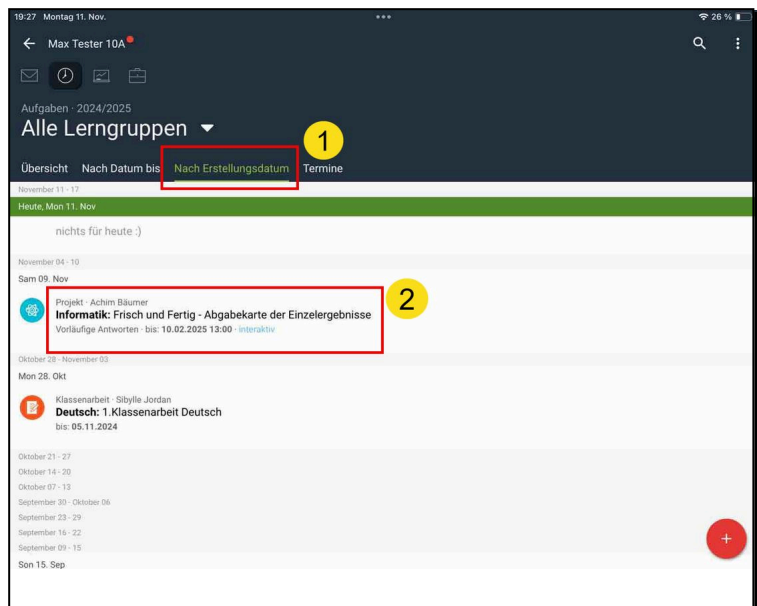 19:27 Montag 11. Nov.
26 %
Max Tester 10A
Aufgaben · 2024/2025
Alle Lerngruppen
1
Übersicht Nach Datum bis Nach Erstellungsdatum Termine
November 11 - 17
Heute, Mon 11. Nov
nichts für heute :)
November 04 - 10
Sam 09. Nov
2
Projekt · Achim Bäumer
Informatik: Frisch und Fertig - Abgabekarte der Einzelergebnisse
Vorläufige Antworten · bis: 10.02.2025 13:00 · interaktiv
Oktober 28 - November 03
Mon 28. Okt
Klassenarbeit · Sibylle Jordan
Deutsch: 1.Klassenarbeit Deutsch
bis: 05.11.2024
Oktober 21 - 27
Oktober 14 - 20
Oktober 07 - 13
September 30 - Oktober 06
September 23 - 29
September 16 - 22
September 09 - 15
Son 15. Sep